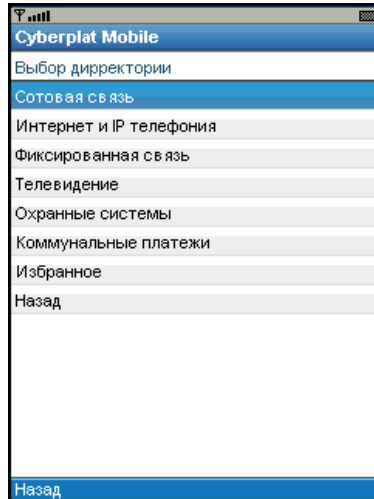 Cyberplat Mobile
Выбор дирректории
Сотовая связь
Интернет и IP телефония
Фиксированная связь
Телевидение
Охранные системы
Коммунальные платежи
Избранное
Назад
Назад